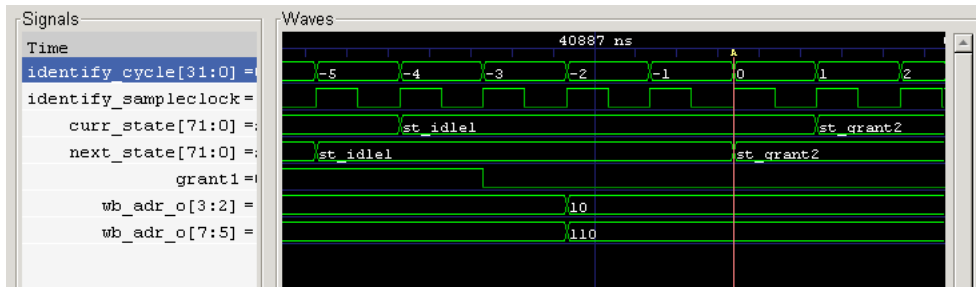 Signals
Waves
Time
40887 ns
A
identify_cycle[31:0] =
-5 -4 -3 -2 -1 0 1 2
identify_sampleclock=
curr_state[71:0] =
st_idle1 st_grant2
next_state[71:0] =
st_idle1 st_grant2
grant1=
wb_adr_o[3:2] =
10
wb_adr_o[7:5] =
110